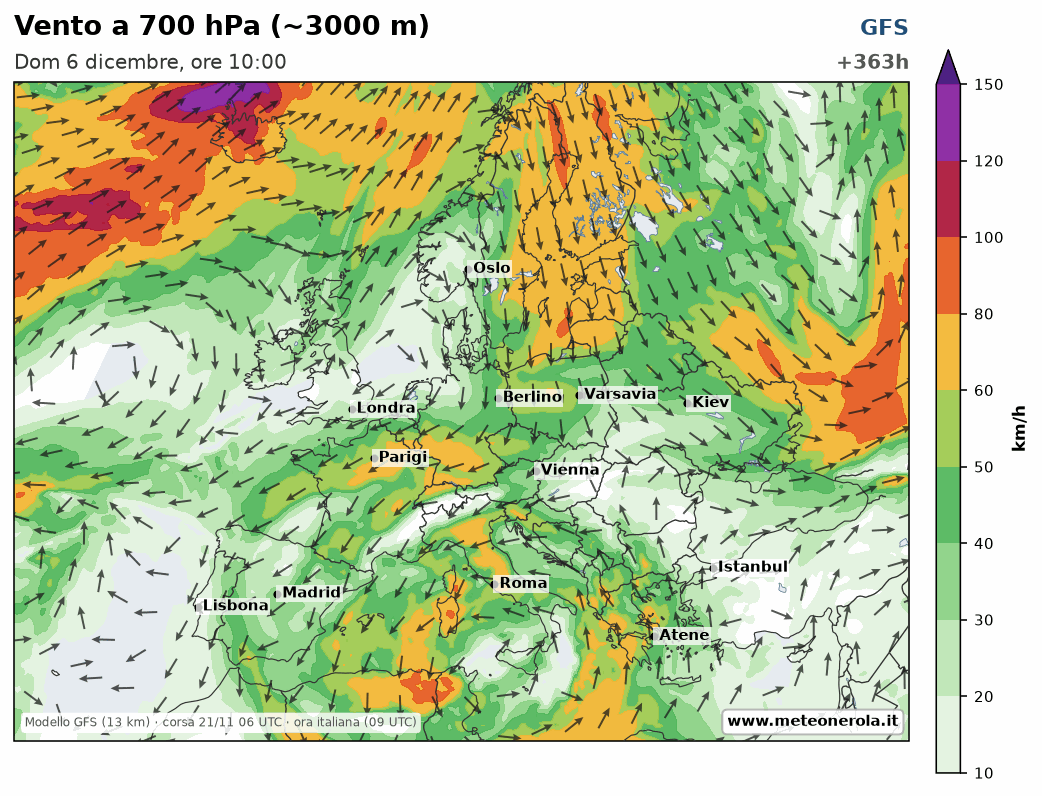 Vento a 700 hPa (~3000 m)
GFS
Dom 6 dicembre, ore 10:00
+363h
150
120
100
80
60
50
40
30
20
10
km/h
Oslo
Berlino
Varsavia
Kiev
Londra
Parigi
Vienna
Istanbul
Roma
Madrid
Lisbona
Atene
Modello GFS (13 km) · corsa 21/11 06 UTC · ora italiana (09 UTC)
www.meteonerola.it